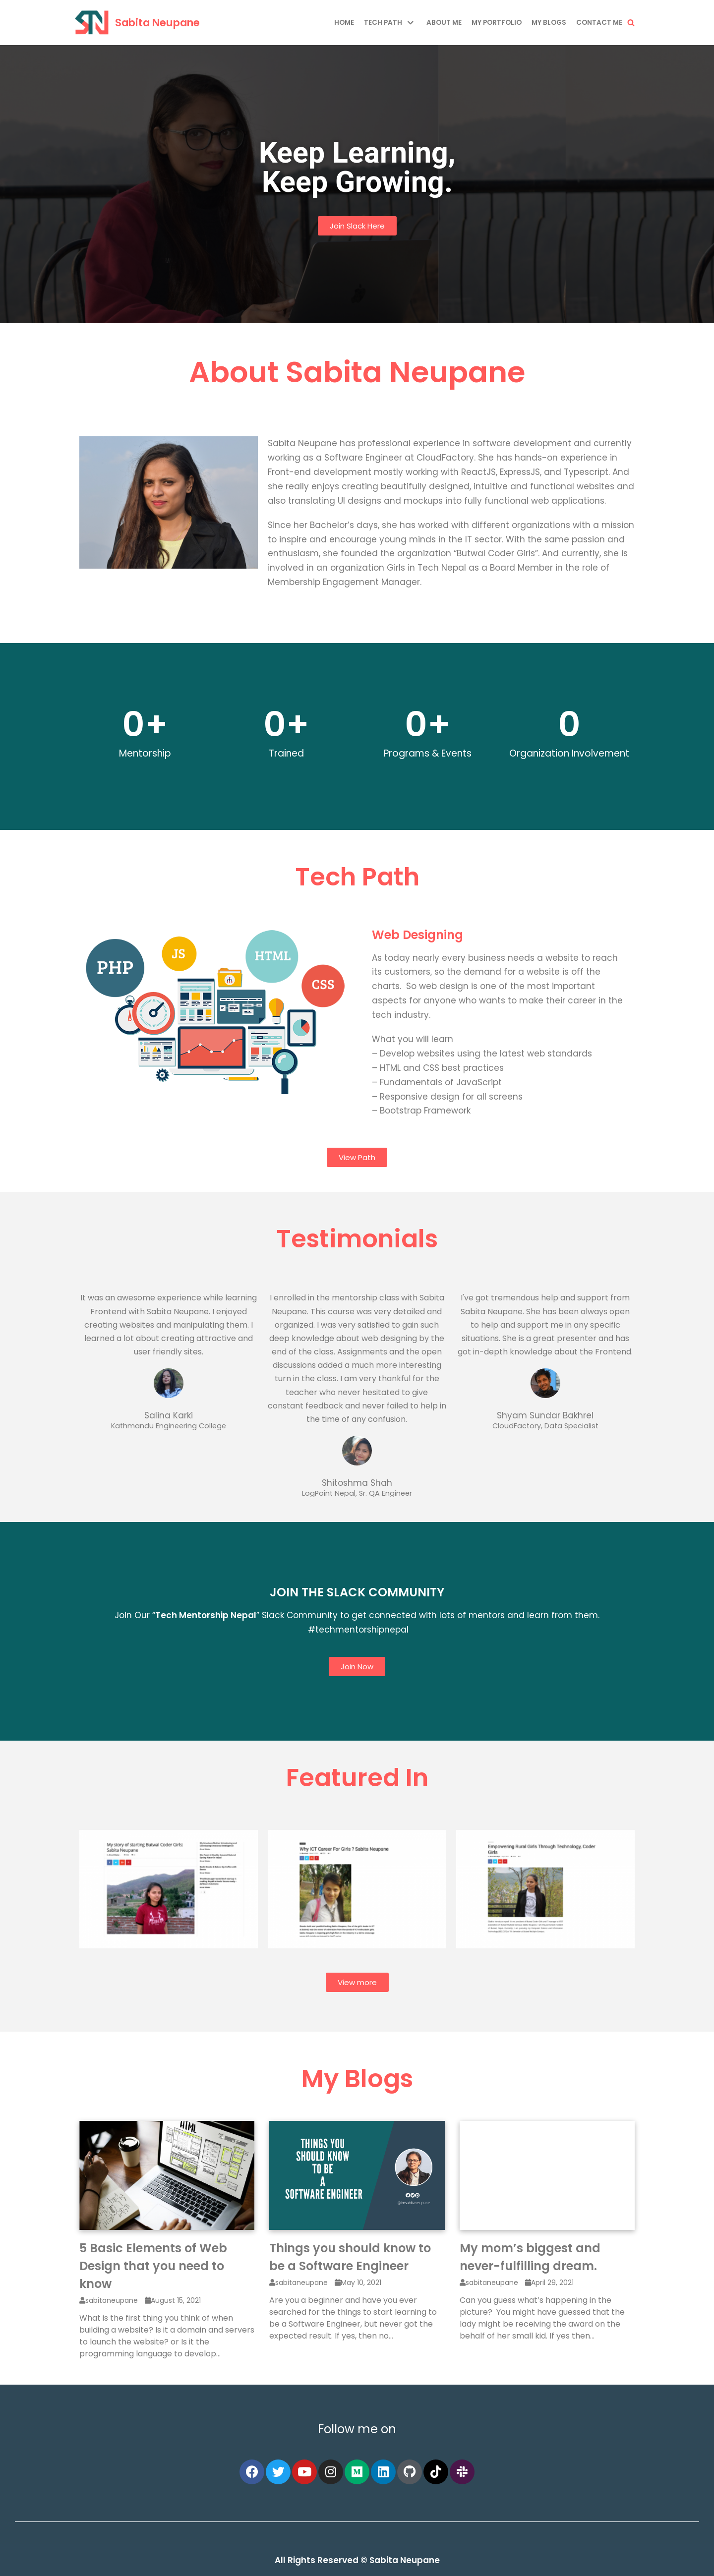 SN Sabita Neupane
HOME TECH PATH ABOUT ME MY PORTFOLIO MY BLOGS CONTACT ME
Keep Learning,
Keep Growing.
Join Slack Here
About Sabita Neupane
Sabita Neupane has professional experience in software development and currently
working as a Software Engineer at CloudFactory. She has hands-on experience in
Front-end development mostly working with ReactJS, ExpressJS, and Typescript. And
she really enjoys creating beautifully designed, intuitive and functional websites and
also translating UI designs and mockups into fully functional web applications.
Since her Bachelor's days, she has worked with different organizations with a mission
to inspire and encourage young minds in the IT sector. With the same passion and
enthusiasm, she founded the organization “Butwal Coder Girls”. And currently, she is
involved in an organization Girls in Tech Nepal as a Board Member in the role of
Membership Engagement Manager.
0+
Mentorship
0+
Trained
0+
Programs & Events
0
Organization Involvement
Tech Path
PHP
JS
HTML
CSS
Web Designing
As today nearly every business needs a website to reach
its customers, so the demand for a website is off the
charts. So web design is one of the most important
aspects for anyone who wants to make their career in the
tech industry.
What you will learn
– Develop websites using the latest web standards
– HTML and CSS best practices
– Fundamentals of JavaScript
– Responsive design for all screens
– Bootstrap Framework
View Path
Testimonials
It was an awesome experience while learning
Frontend with Sabita Neupane. I enjoyed
creating websites and manipulating them. I
learned a lot about creating attractive and
user friendly sites.
Salina Karki
Kathmandu Engineering College
I enrolled in the mentorship class with Sabita
Neupane. This course was very detailed and
organized. I was very satisfied to gain such
deep knowledge about web designing by the
end of the class. Assignments and the open
discussions added a much more interesting
turn in the class. I am very thankful for the
teacher who never hesitated to give
constant feedback and never failed to help in
the time of any confusion.
Shitoshma Shah
LogPoint Nepal, Sr. QA Engineer
I've got tremendous help and support from
Sabita Neupane. She has been always open
to help and support me in any specific
situations. She is a great presenter and has
got in-depth knowledge about the Frontend.
Shyam Sundar Bakhrel
CloudFactory, Data Specialist
JOIN THE SLACK COMMUNITY
Join Our “Tech Mentorship Nepal” Slack Community to get connected with lots of mentors and learn from them.
#techmentorshipnepal
Join Now
Featured In
My story of starting Butwal Coder Girls:
Sabita Neupane
Why ICT Career For Girls ? Sabita Neupane
Empowering Rural Girls Through Technology, Coder
Girls
View more
My Blogs
HTML
5 Basic Elements of Web
Design that you need to
know
sabitaneupane August 15, 2021
What is the first thing you think of when
building a website? Is it a domain and servers
to launch the website? or Is it the
programming language to develop...
THINGS YOU
SHOULD KNOW
TO BE
A
SOFTWARE ENGINEER
Things you should know to
be a Software Engineer
sabitaneupane May 10, 2021
Are you a beginner and have you ever
searched for the things to start learning to
be a Software Engineer, but never got the
expected result. If yes, then no...
My mom's biggest and
never-fulfilling dream.
sabitaneupane April 29, 2021
Can you guess what's happening in the
picture? You might have guessed that the
lady might be receiving the award on the
behalf of her small kid. If yes then...
Follow me on
All Rights Reserved © Sabita Neupane